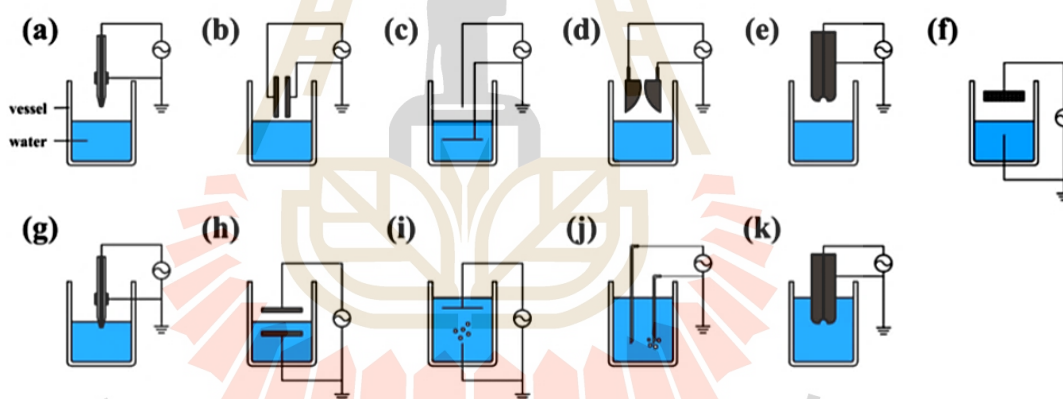 (a) (b) (c) (d) (e) (f)
vessel
water
(g) (h) (i) (j) (k)